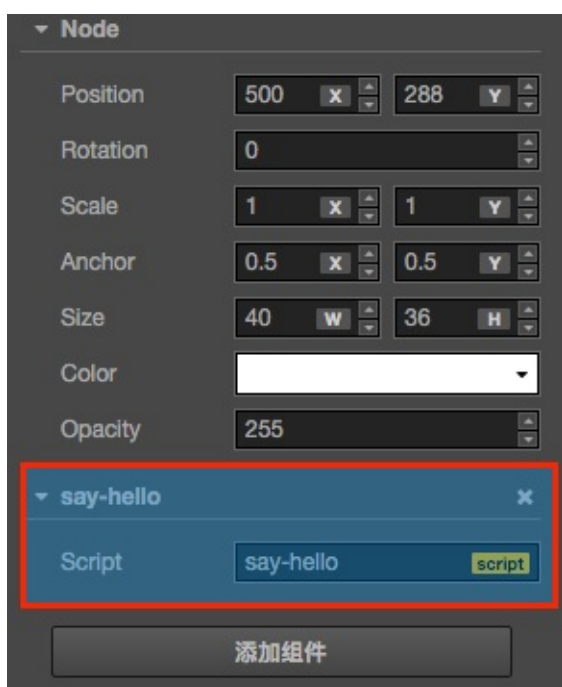 Node
Position 500 X 288 Y
Rotation 0
Scale 1 X 1 Y
Anchor 0.5 X 0.5 Y
Size 40 W 36 H
Color
Opacity 255
say-hello
Script say-hello script
添加组件